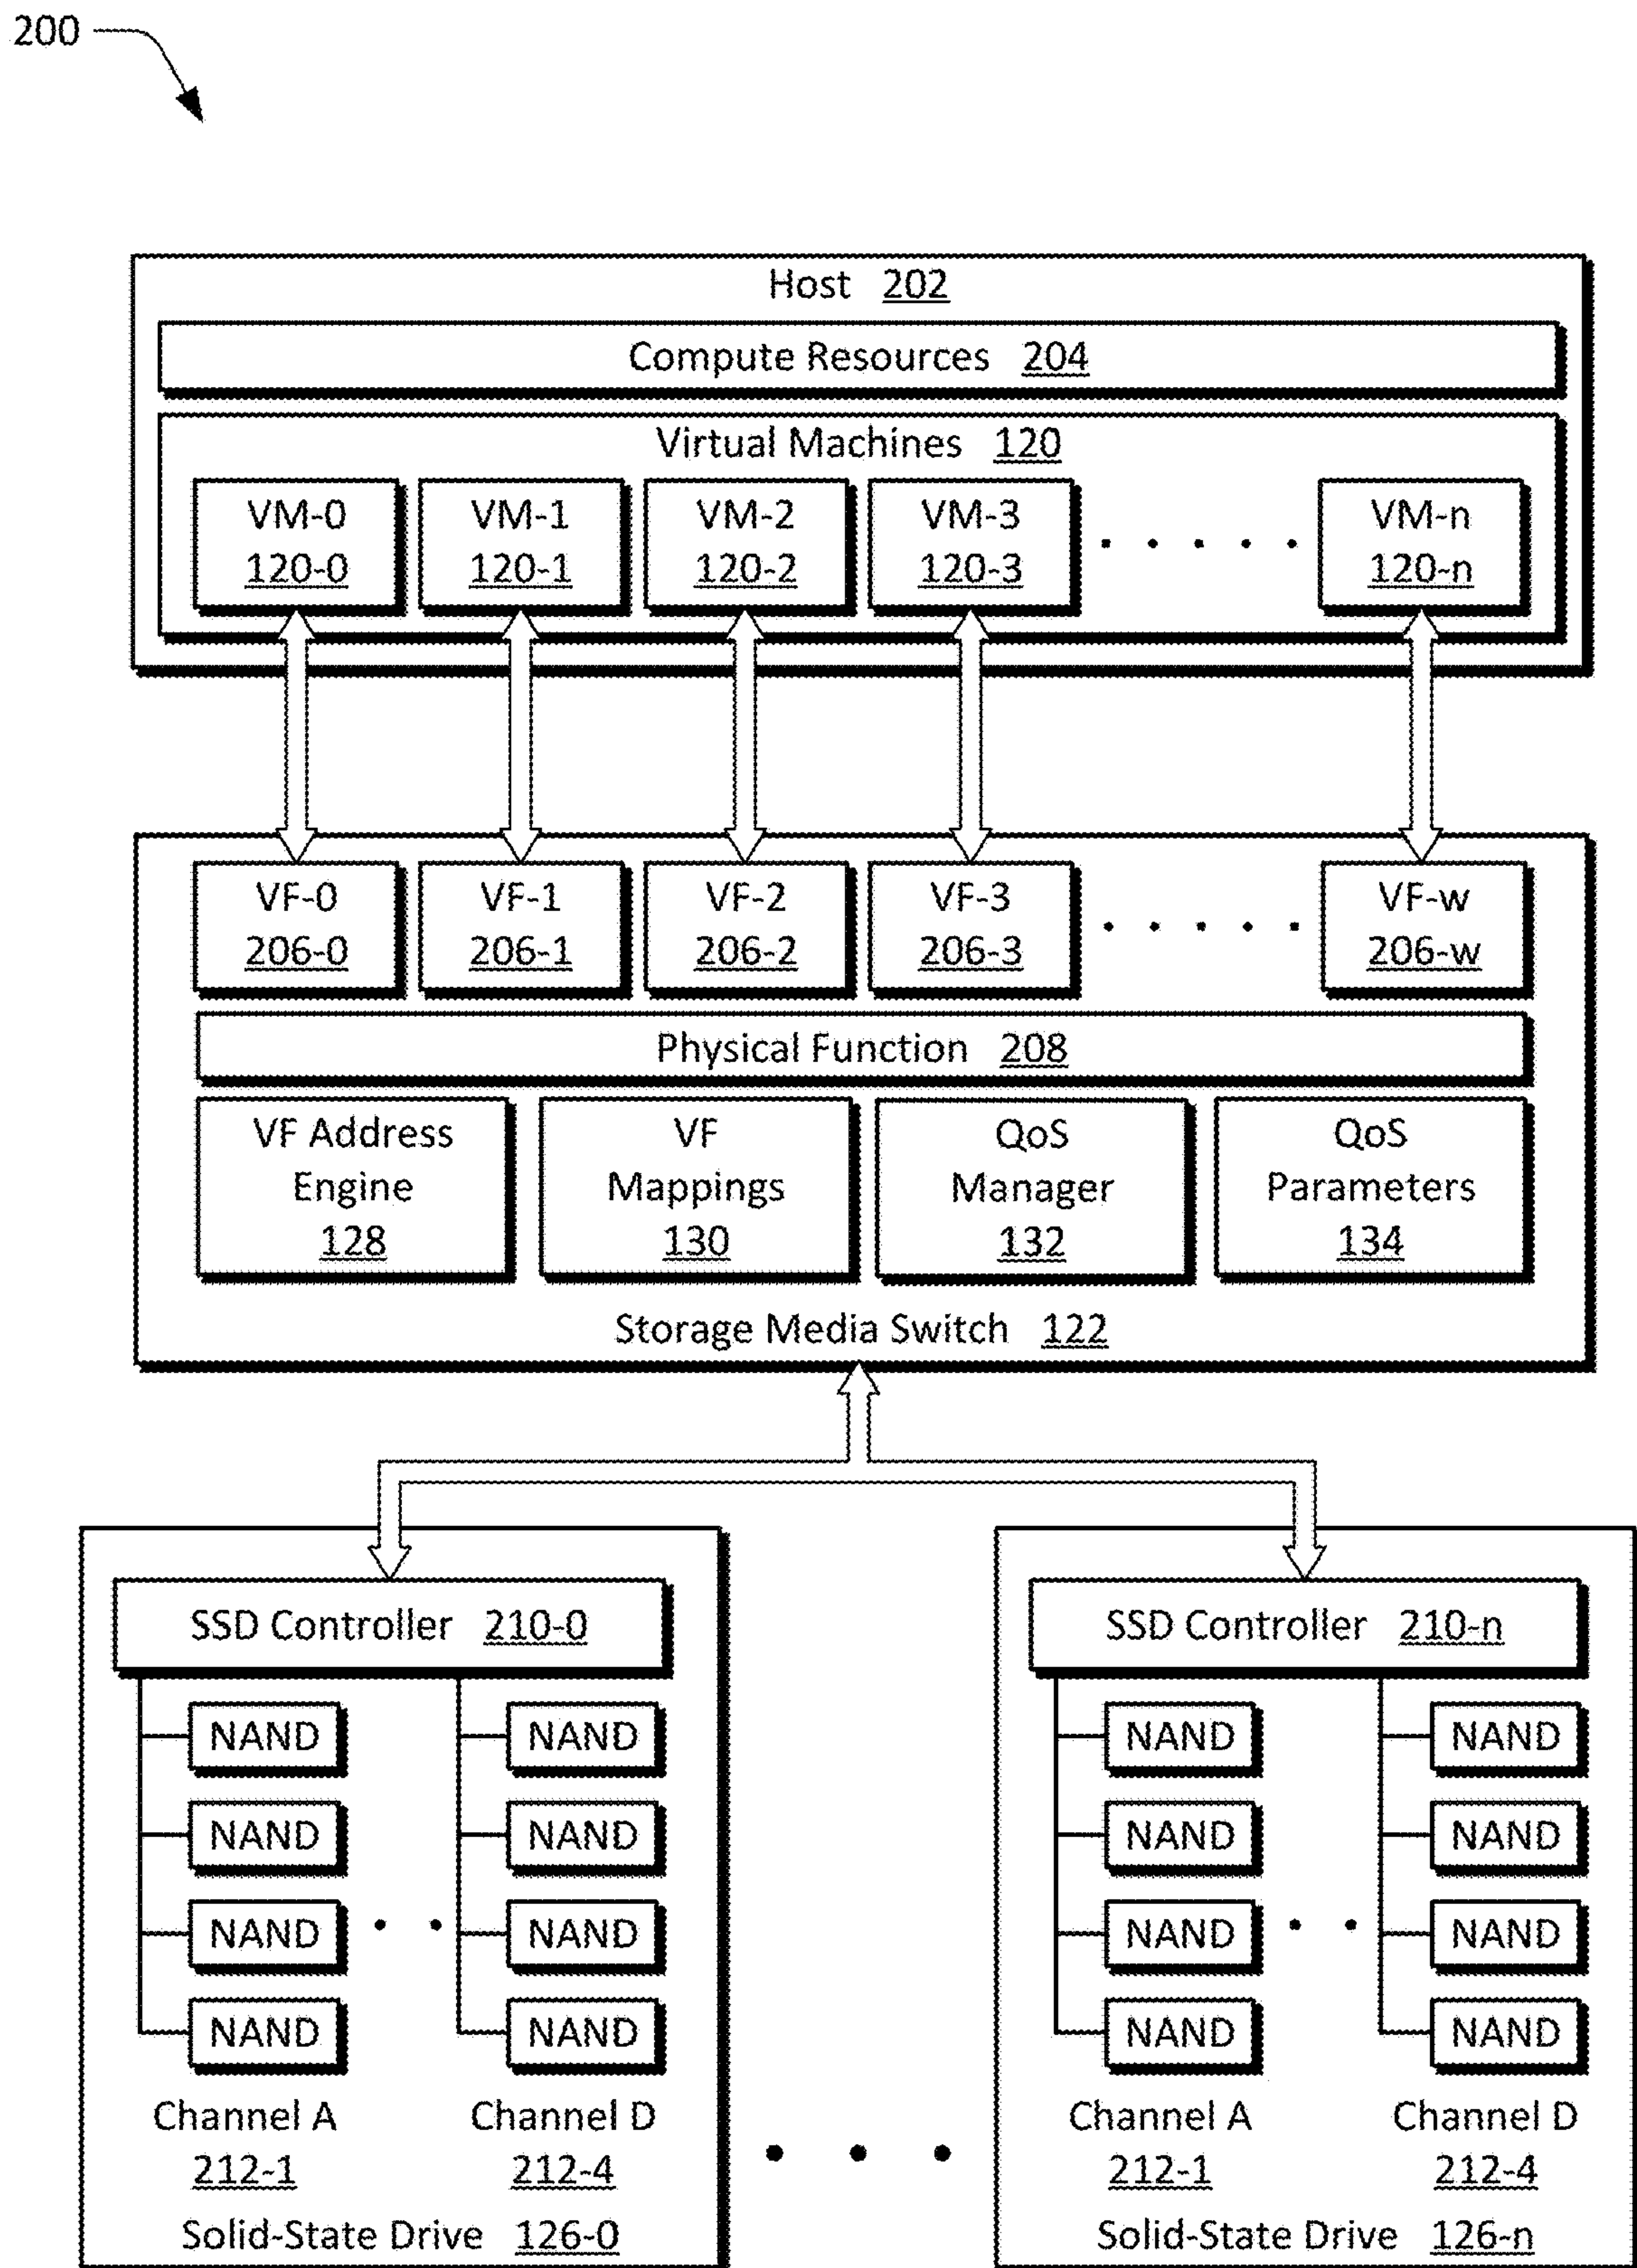 200
Host 202
Compute Resources 204
Virtual Machines 120
VM-0 VM-1 VM-2 VM-3 VM-n
120-0 120-1 120-2 120-3 120-n
VF-0 VF-1 VF-2 VF-3 VF-w
206-0 206-1 206-2 206-3 206-w
Physical Function 208
VF Address VF QoS QoS
Engine Mappings Manager Parameters
128 130 132 134
Storage Media Switch 122
SSD Controller 210-0 SSD Controller 210-n
NAND NAND NAND NAND
NAND NAND NAND NAND
NAND NAND NAND NAND
NAND NAND NAND NAND
Channel A Channel D Channel A Channel D
212-1 212-4 212-1 212-4
Solid-State Drive 126-0 Solid-State Drive 126-n